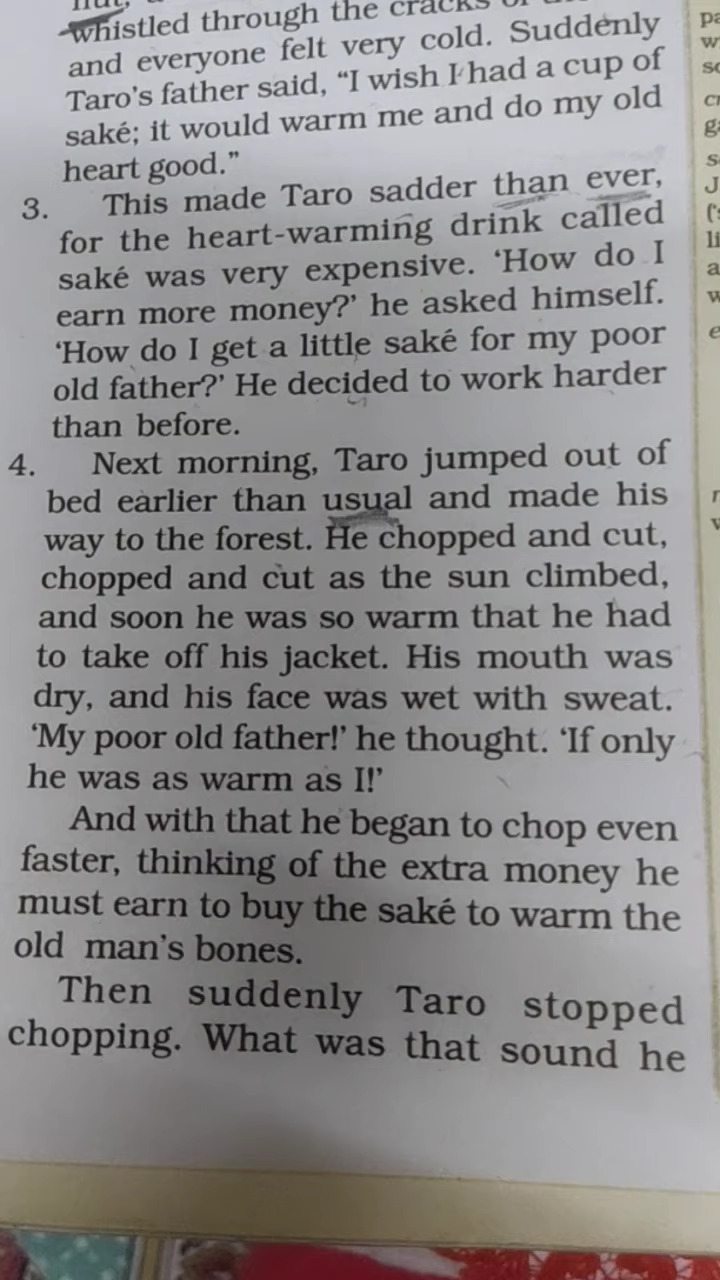 whistled through the cracks
and everyone felt very cold. Suddenly
Taro's father said, “I wish I had a cup of
saké; it would warm me and do my old
heart good.”
3. This made Taro sadder than ever,
for the heart-warming drink called
saké was very expensive. ‘How do I
earn more money?’ he asked himself.
‘How do I get a little saké for my poor
old father?’ He decided to work harder
than before.
4. Next morning, Taro jumped out of
bed earlier than usual and made his
way to the forest. He chopped and cut,
chopped and cut as the sun climbed,
and soon he was so warm that he had
to take off his jacket. His mouth was
dry, and his face was wet with sweat.
‘My poor old father!’ he thought. ‘If only
he was as warm as I!’
And with that he began to chop even
faster, thinking of the extra money he
must earn to buy the saké to warm the
old man's bones.
Then suddenly Taro stopped
chopping. What was that sound he